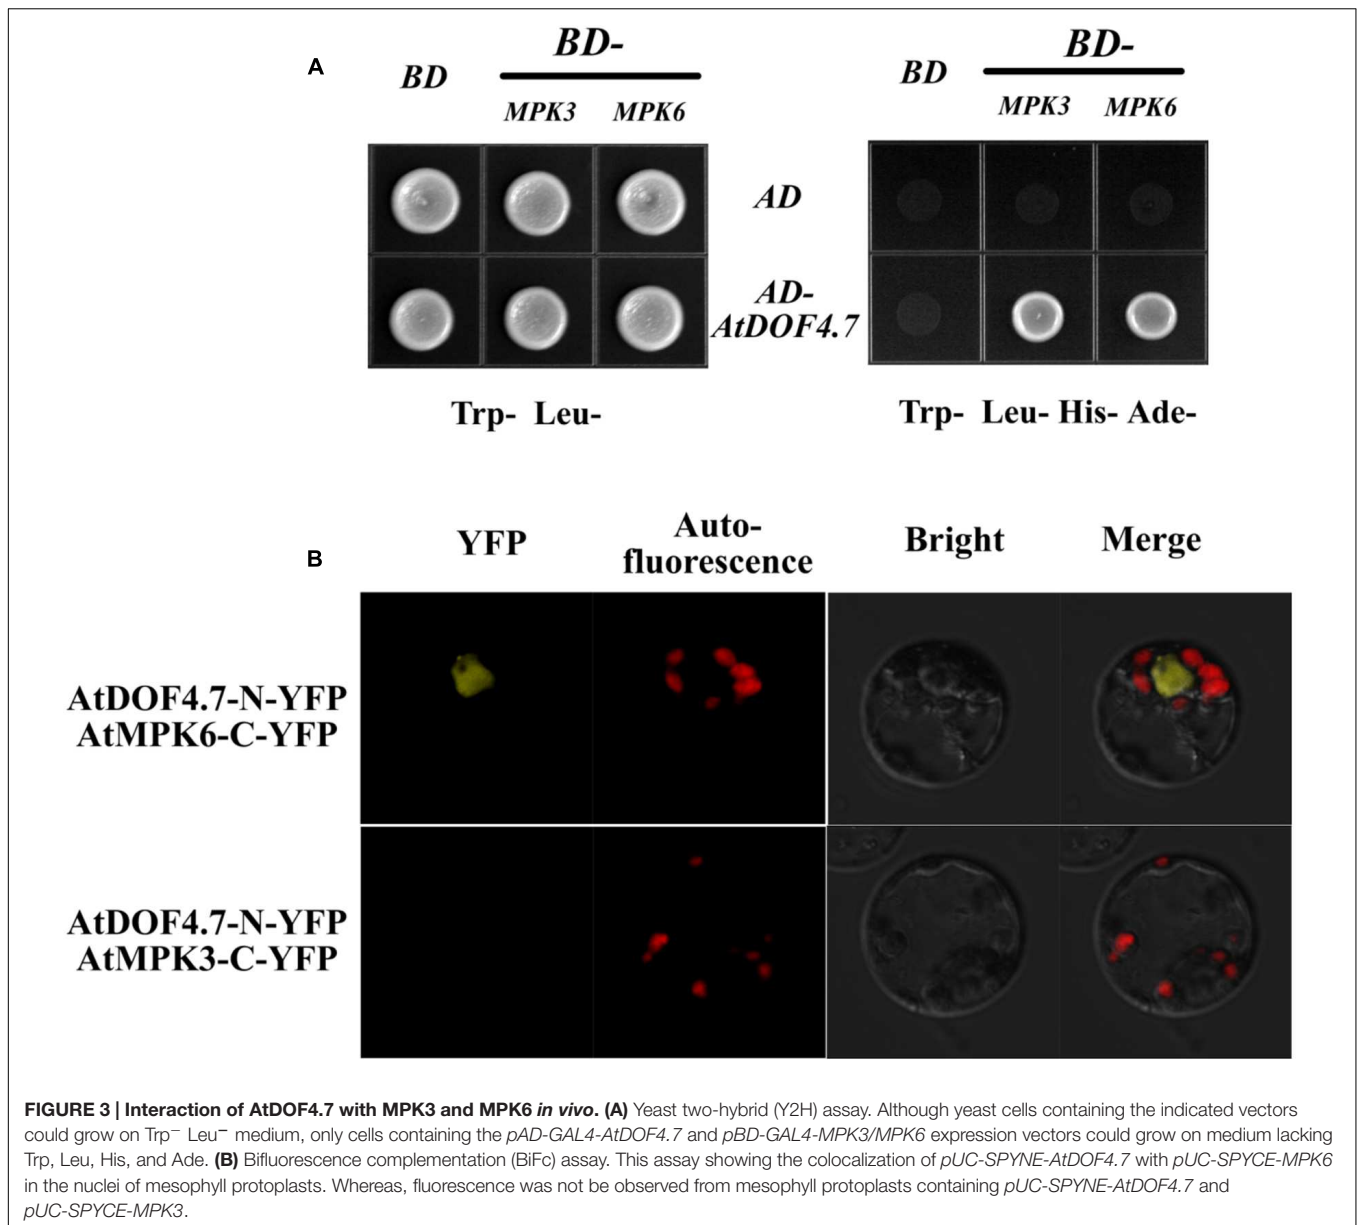 A
BD
BD-
MPK3 MPK6
BD
BD-
MPK3 MPK6
AD
AD-
AtDOF4.7
Trp- Leu-
Trp- Leu- His- Ade-
B
YFP
Auto-
fluorescence
Bright
Merge
AtDOF4.7-N-YFP
AtMPK6-C-YFP
AtDOF4.7-N-YFP
AtMPK3-C-YFP
FIGURE 3 | Interaction of AtDOF4.7 with MPK3 and MPK6 in vivo. (A) Yeast two-hybrid (Y2H) assay. Although yeast cells containing the indicated vectors
could grow on Trp⁻ Leu⁻ medium, only cells containing the pAD-GAL4-AtDOF4.7 and pBD-GAL4-MPK3/MPK6 expression vectors could grow on medium lacking
Trp, Leu, His, and Ade. (B) Bifluorescence complementation (BiFc) assay. This assay showing the colocalization of pUC-SPYNE-AtDOF4.7 with pUC-SPYCE-MPK6
in the nuclei of mesophyll protoplasts. Whereas, fluorescence was not be observed from mesophyll protoplasts containing pUC-SPYNE-AtDOF4.7 and
pUC-SPYCE-MPK3.